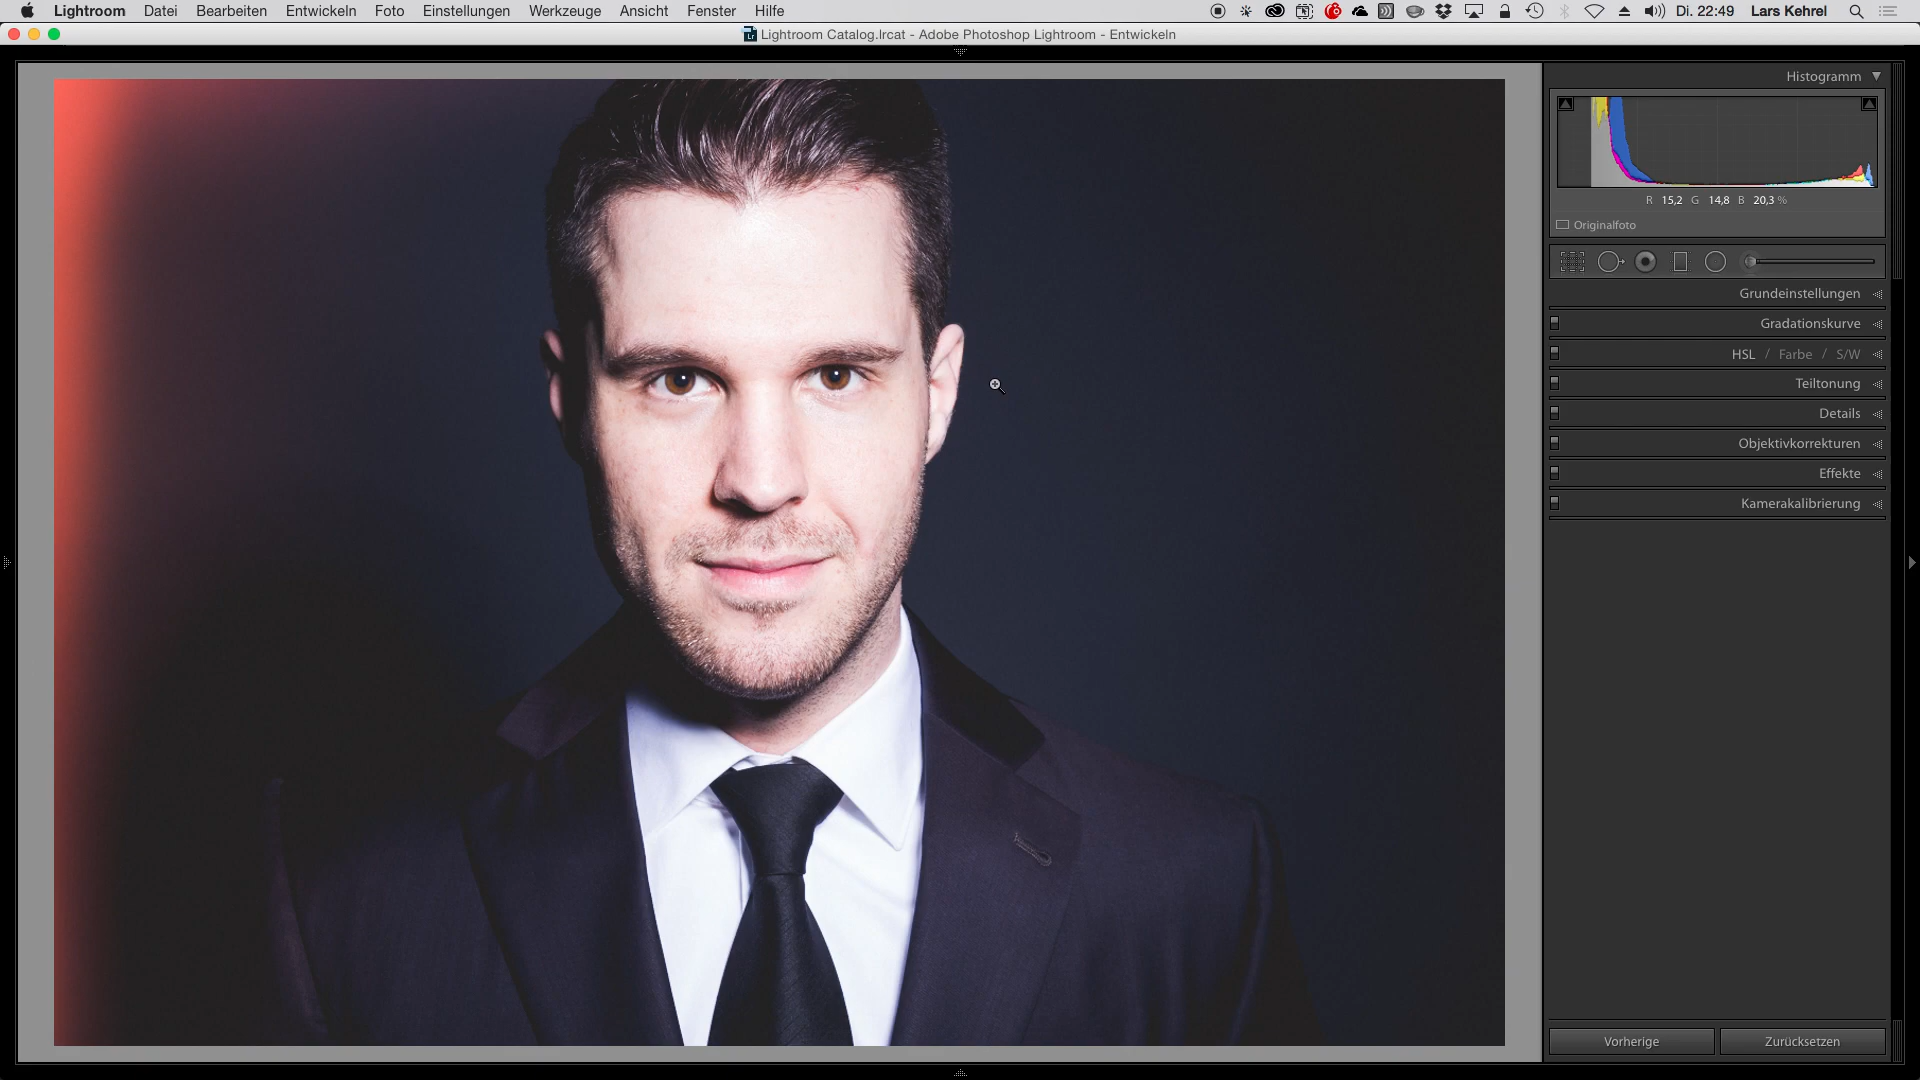 Lightroom Datei Bearbeiten Entwickeln Foto Einstellungen Werkzeuge Ansicht Fenster Hilfe Di. 22:49 Lars Kehrel
Lightroom Catalog.lrcat - Adobe Photoshop Lightroom - Entwickeln
Histogramm
R 15,2 G 14,8 B 20,3 %
Originalfoto
Grundeinstellungen
Gradationskurve
HSL / Farbe / S/W
Teiltonung
Details
Objektivkorrekturen
Effekte
Kamerakalibrierung
Vorherige Zurücksetzen